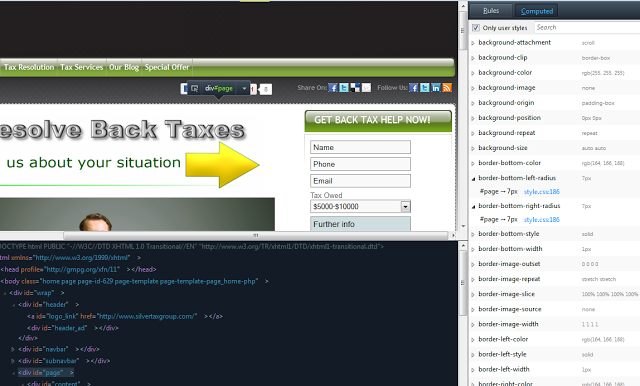 Rules Computed
Only user styles Search
background-attachment scroll
background-clip border-box
background-color rgb(255, 255, 255)
background-image none
background-origin padding-box
background-position 0px 0px
background-repeat repeat
background-size auto auto
border-bottom-color rgb(164, 166, 168)
border-bottom-left-radius 7px
#page → 7px style.css:186
border-bottom-right-radius 7px
#page → 7px style.css:186
border-bottom-style solid
border-bottom-width 1px
border-image-outset 0 0 0 0
border-image-repeat stretch stretch
border-image-slice 100% 100% 100% 100%
border-image-source none
border-image-width 1 1 1 1
border-left-color rgb(164, 166, 168)
border-left-style solid
border-left-width 1px
border-right-color rgb(164, 166, 168)
Tax Resolution Tax Services Our Blog Special Offer
div#page 1 8 Share On: Follow Us:
esolve Back Taxes
us about your situation
GET BACK TAX HELP NOW!
Name
Phone
Email
Tax Owed
$5000-$10000
Further info
DOCTYPE html PUBLIC "-//W3C//DTD XHTML 1.0 Transitional//EN" "http://www.w3.org/TR/xhtml1/DTD/xhtml1-transitional.dtd">
html xmlns="http://www.w3.org/1999/xhtml" >
<head profile="http://gmpg.org/xfn/11" ></head>
<body class="home page page-id-629 page-template page-template-page_home-php" >
<div id="wrap" >
<div id="header" >
<a id="logo_link" href="http://www.silvertaxgroup.com/" ></a>
<div id="header_ad" ></div>
</div>
<div id="navbar" ></div>
<div id="subnavbar" ></div>
<div id="page" >
<div id="content" >